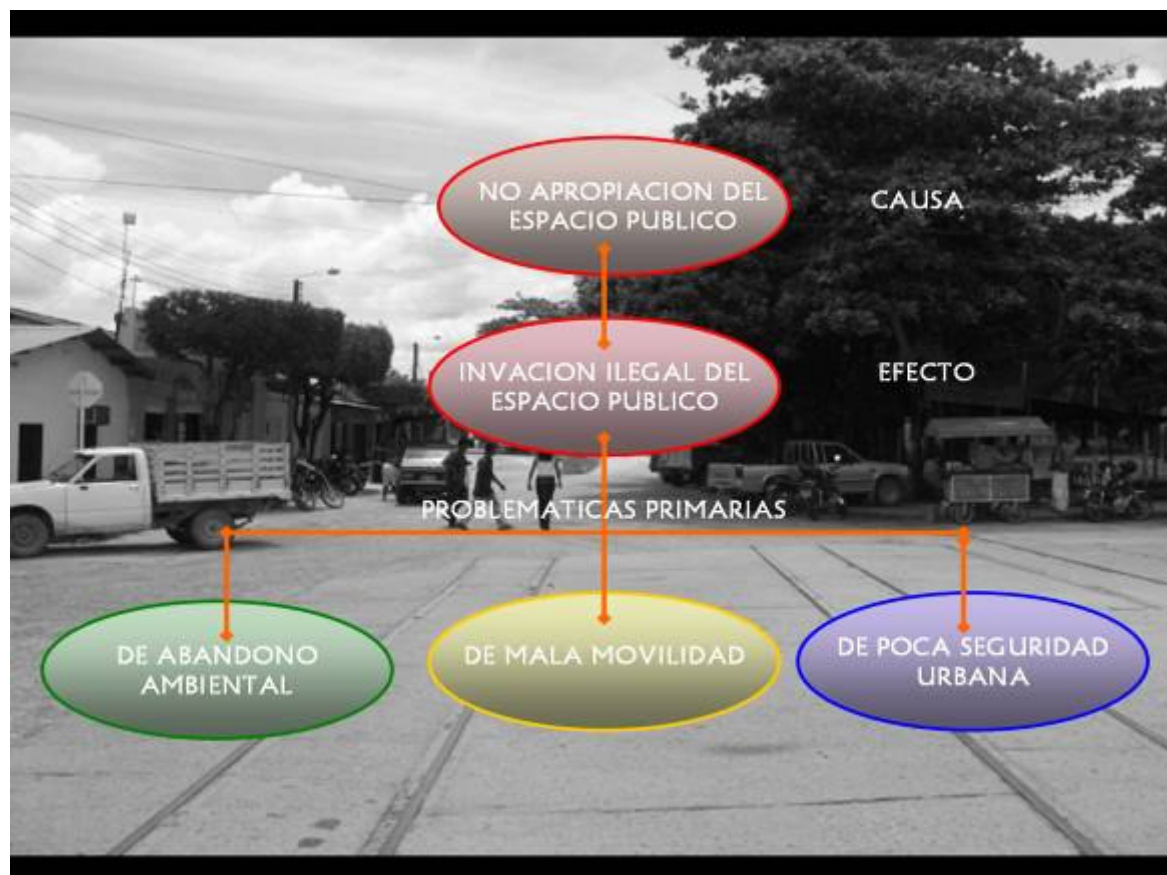 NO APROPIACION DEL
ESPACIO PUBLICO
CAUSA
INVACION ILEGAL DEL
ESPACIO PUBLICO
EFECTO
PROBLEMATICAS PRIMARIAS
DE ABANDONO
AMBIENTAL
DE MALA MOVILIDAD
DE POCA SEGURIDAD
URBANA